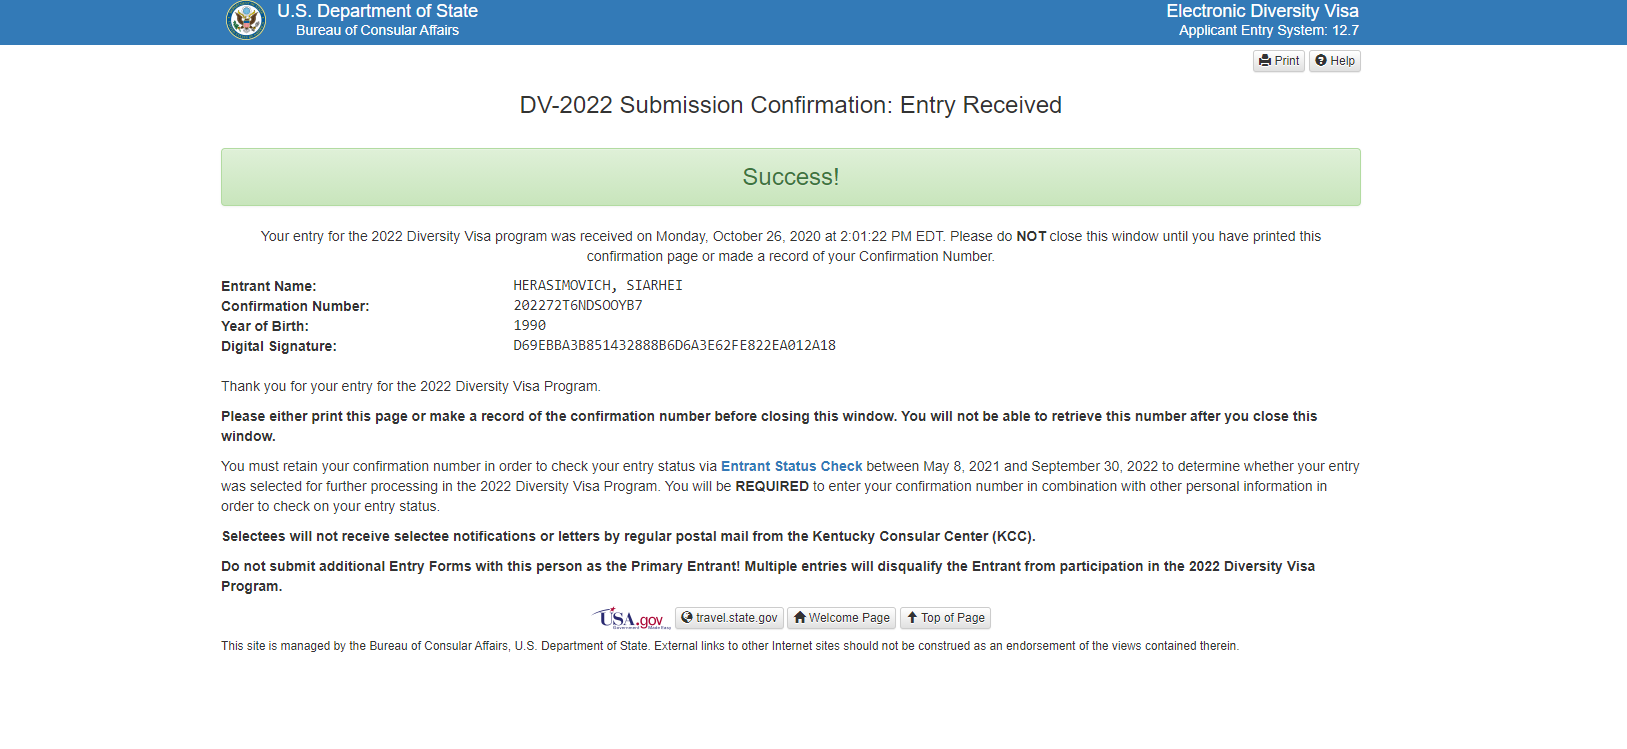 U.S. Department of State
Bureau of Consular Affairs
Electronic Diversity Visa
Applicant Entry System: 12.7
Print
Help
DV-2022 Submission Confirmation: Entry Received
Success!
Your entry for the 2022 Diversity Visa program was received on Monday, October 26, 2020 at 2:01:22 PM EDT. Please do NOT close this window until you have printed this
confirmation page or made a record of your Confirmation Number.
Entrant Name: HERASIMOVICH, SIARHEI
Confirmation Number: 202272T6NDSOOYB7
Year of Birth: 1990
Digital Signature: D69EBBA3B851432888B6D6A3E62FE822EA012A18
Thank you for your entry for the 2022 Diversity Visa Program.
Please either print this page or make a record of the confirmation number before closing this window. You will not be able to retrieve this number after you close this
window.
You must retain your confirmation number in order to check your entry status via Entrant Status Check between May 8, 2021 and September 30, 2022 to determine whether your entry
was selected for further processing in the 2022 Diversity Visa Program. You will be REQUIRED to enter your confirmation number in combination with other personal information in
order to check on your entry status.
Selectees will not receive selectee notifications or letters by regular postal mail from the Kentucky Consular Center (KCC).
Do not submit additional Entry Forms with this person as the Primary Entrant! Multiple entries will disqualify the Entrant from participation in the 2022 Diversity Visa
Program.
USA.gov
Government Made Easy
travel.state.gov
Welcome Page
Top of Page
This site is managed by the Bureau of Consular Affairs, U.S. Department of State. External links to other Internet sites should not be construed as an endorsement of the views contained therein.